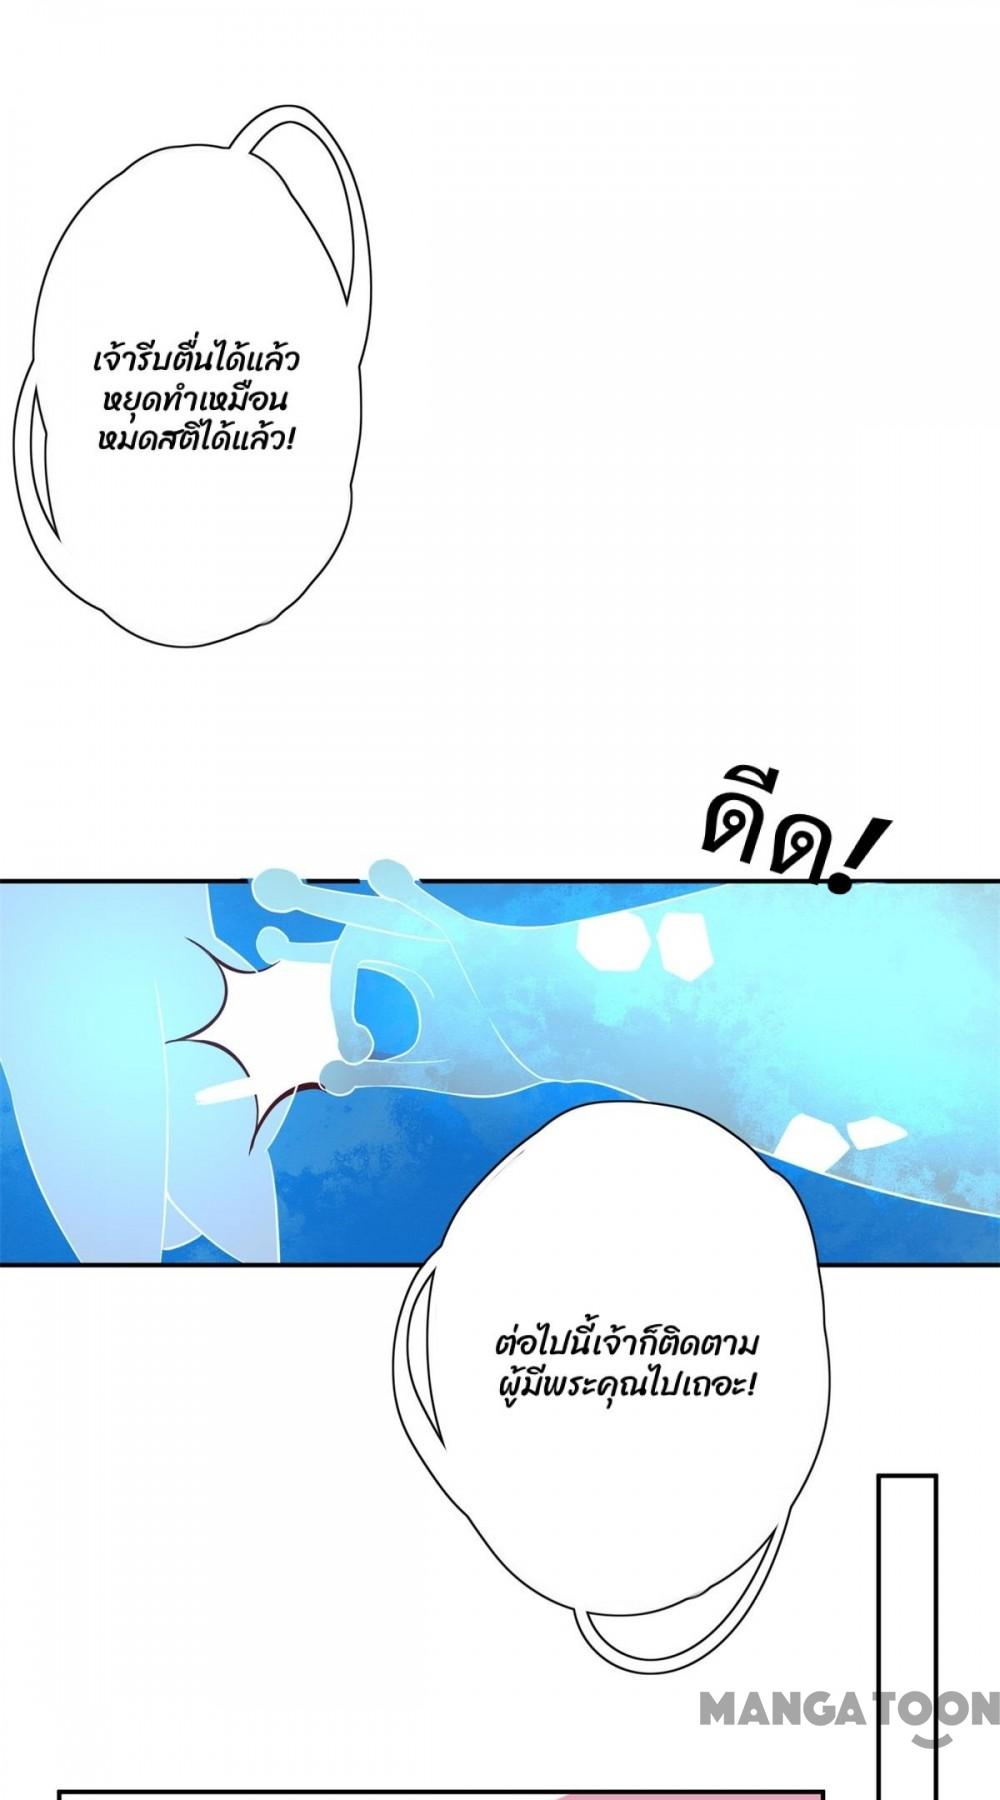 เจ้ารีบตื่นได้แล้ว
หยุดทำเหมือน
หมดสติได้แล้ว!
ดีด!
ต่อไปนี้เจ้าก็ติดตาม
ผู้มีพระคุณไปเถอะ!
MANGATOON